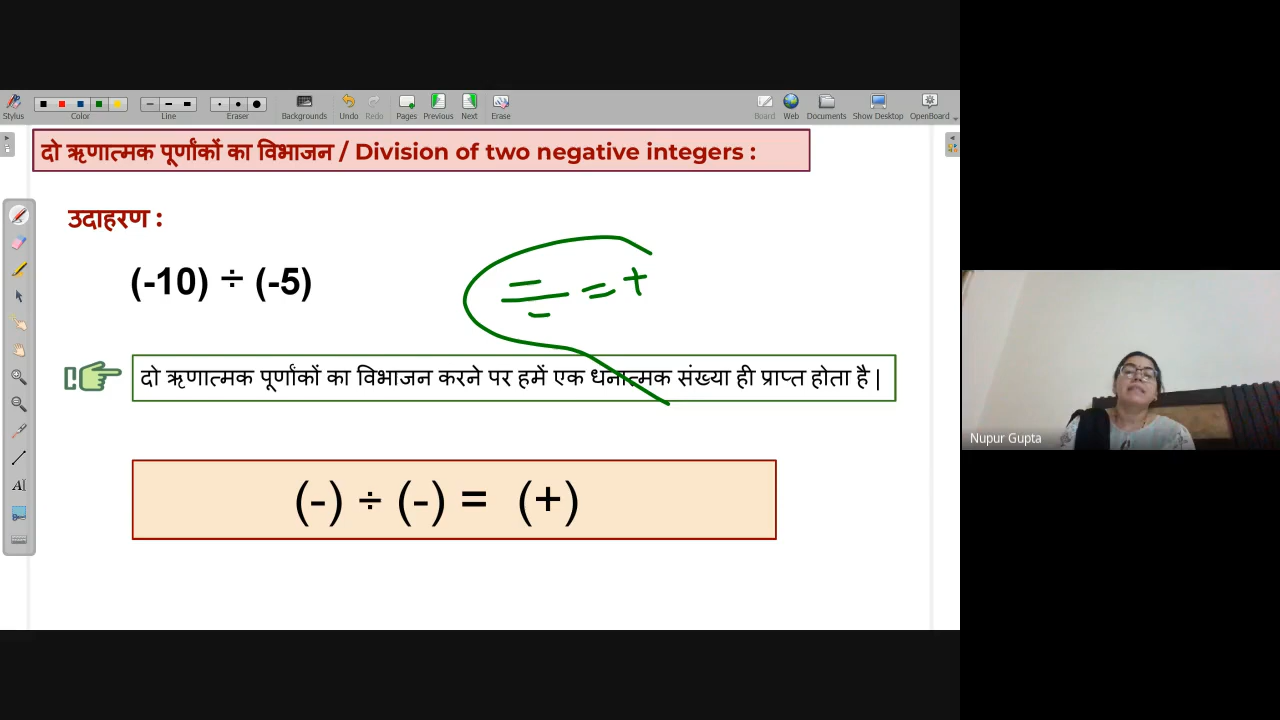 Stylus
Color
Line
Eraser
Backgrounds
Undo
Redo
Pages
Previous
Next
Erase
Board
Web
Documents
Show Desktop
OpenBoard
दो ऋणात्मक पूर्णांकों का विभाजन / Division of two negative integers :
उदाहरण :
(-10) ÷ (-5)
- / - = +
दो ऋणात्मक पूर्णांकों का विभाजन करने पर हमें एक धनात्मक संख्या ही प्राप्त होता है |
(-) ÷ (-) = (+)
Nupur Gupta